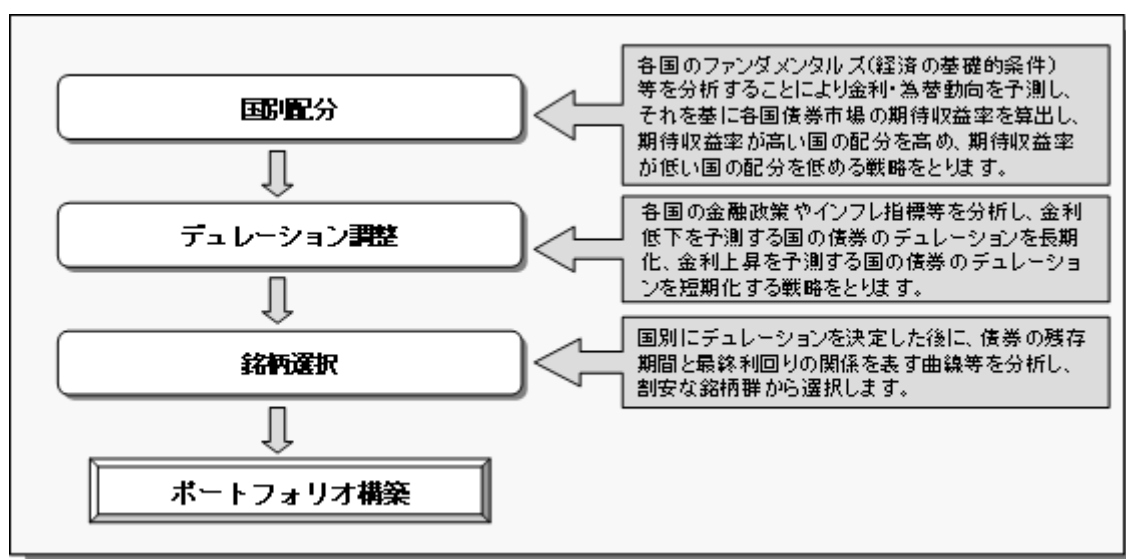 国別配分
各国のファンダメンタルズ(経済の基礎的条件)
等を分析することにより金利・為替動向を予測し、
それを基に各国債券市場の期待収益率を算出し、
期待収益率が高い国の配分を高め、期待収益率
が低い国の配分を低める戦略をとります。
デュレーション調整
各国の金融政策やインフレ指標等を分析し、金利
低下を予測する国の債券のデュレーションを長期
化、金利上昇を予測する国の債券のデュレーショ
ンを短期化する戦略をとります。
銘柄選択
国別にデュレーションを決定した後に、債券の残存
期間と最終利回りの関係を表す曲線等を分析し、
割安な銘柄群から選択します。
ポートフォリオ構築